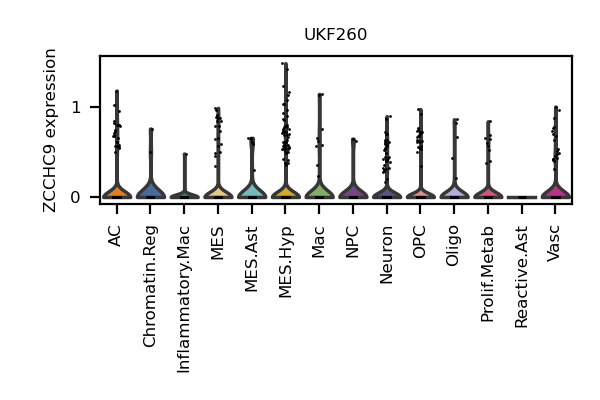 UKF260
ZCCHC9 expression
1
0
AC
Chromatin.Reg
Inflammatory.Mac
MES
MES.Ast
MES.Hyp
Mac
NPC
Neuron
OPC
Oligo
Prolif.Metab
Reactive.Ast
Vasc